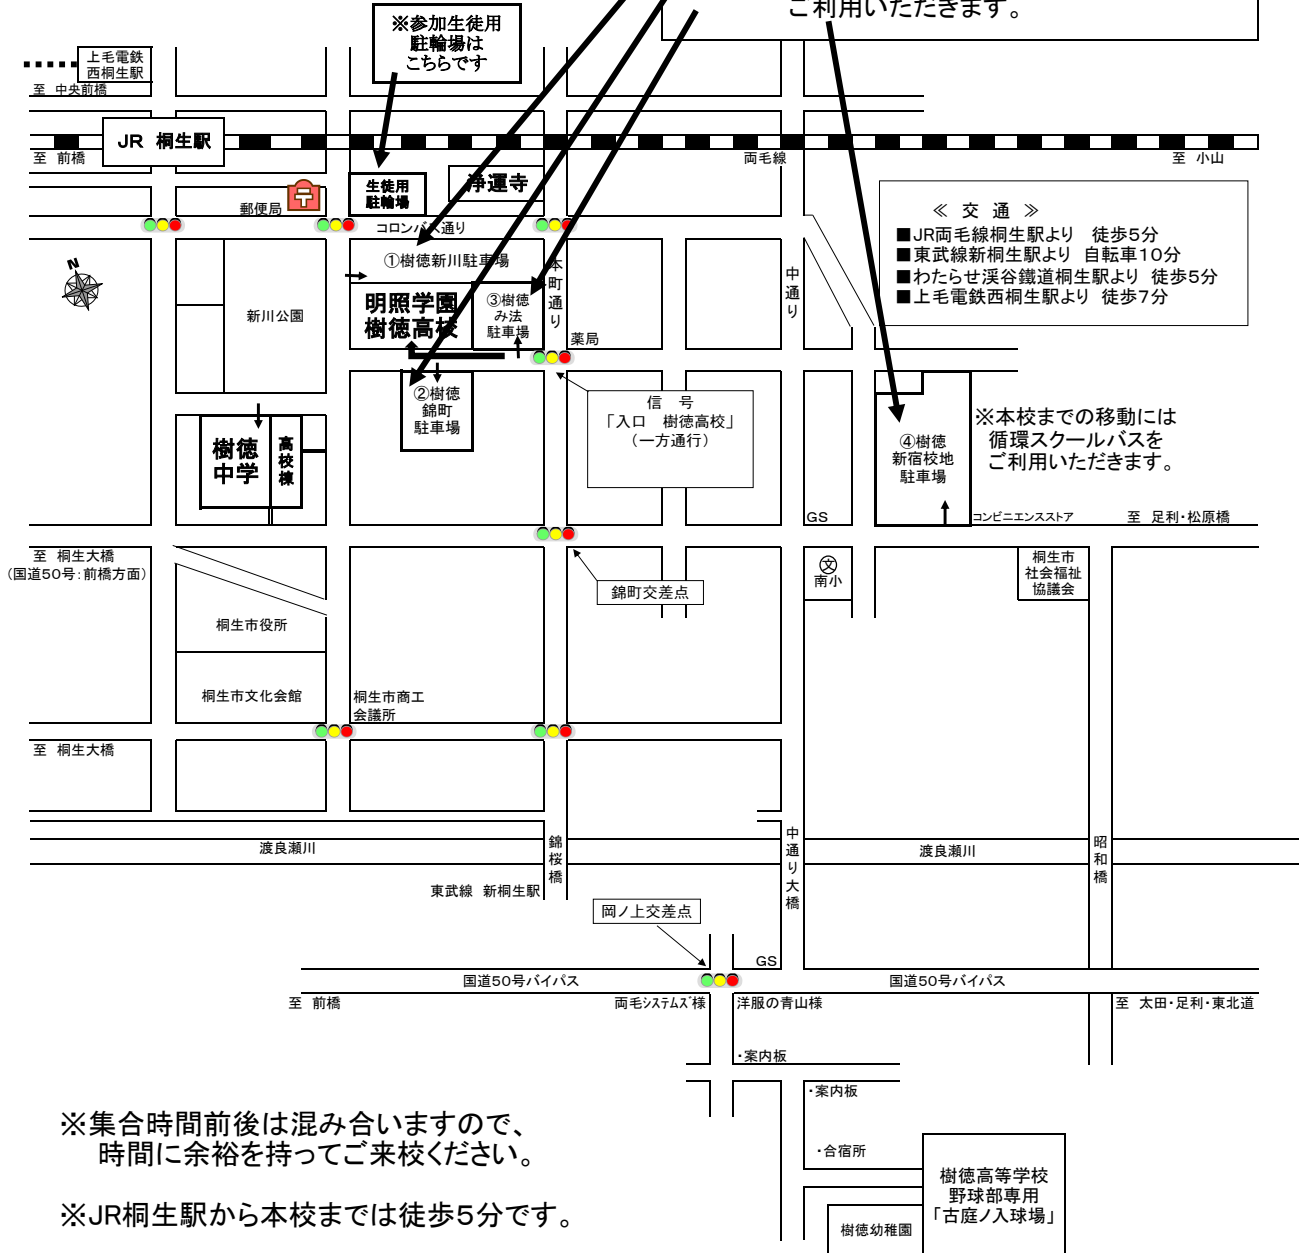 ご利用いただきます。
※参加生徒用
駐輪場は
こちらです
上毛電鉄
西桐生駅
至 中央前橋
JR 桐生駅
至 前橋
両毛線
至 小山
生徒用
駐輪場
浄運寺
郵便局
コロンバス通り
≪ 交 通 ≫
■JR両毛線桐生駅より 徒歩5分
■東武線新桐生駅より 自転車10分
■わたらせ渓谷鐵道桐生駅より 徒歩5分
■上毛電鉄西桐生駅より 徒歩7分
N
①樹徳新川駐車場
本町通り
中通り
新川公園
明照学園
樹徳高校
③樹徳
み法
駐車場
薬局
②樹徳
錦町
駐車場
信 号
「入口 樹徳高校」
(一方通行)
※本校までの移動には
循環スクールバスを
ご利用いただきます。
④樹徳
新宿校地
駐車場
樹徳
中学
高校棟
GS
コンビニエンスストア
至 足利・松原橋
至 桐生大橋
(国道50号:前橋方面)
文
南小
桐生市
社会福祉
協議会
錦町交差点
桐生市役所
桐生市文化会館
桐生市商工
会議所
至 桐生大橋
渡良瀬川
錦桜橋
中通り大橋
渡良瀬川
昭和橋
東武線 新桐生駅
岡ノ上交差点
GS
国道50号バイパス
国道50号バイパス
至 前橋
両毛システムズ様
洋服の青山様
至 太田・足利・東北道
・案内板
・案内板
※集合時間前後は混み合いますので、
時間に余裕を持ってご来校ください。
・合宿所
樹徳高等学校
野球部専用
「古庭ノ入球場」
※JR桐生駅から本校までは徒歩5分です。
樹徳幼稚園